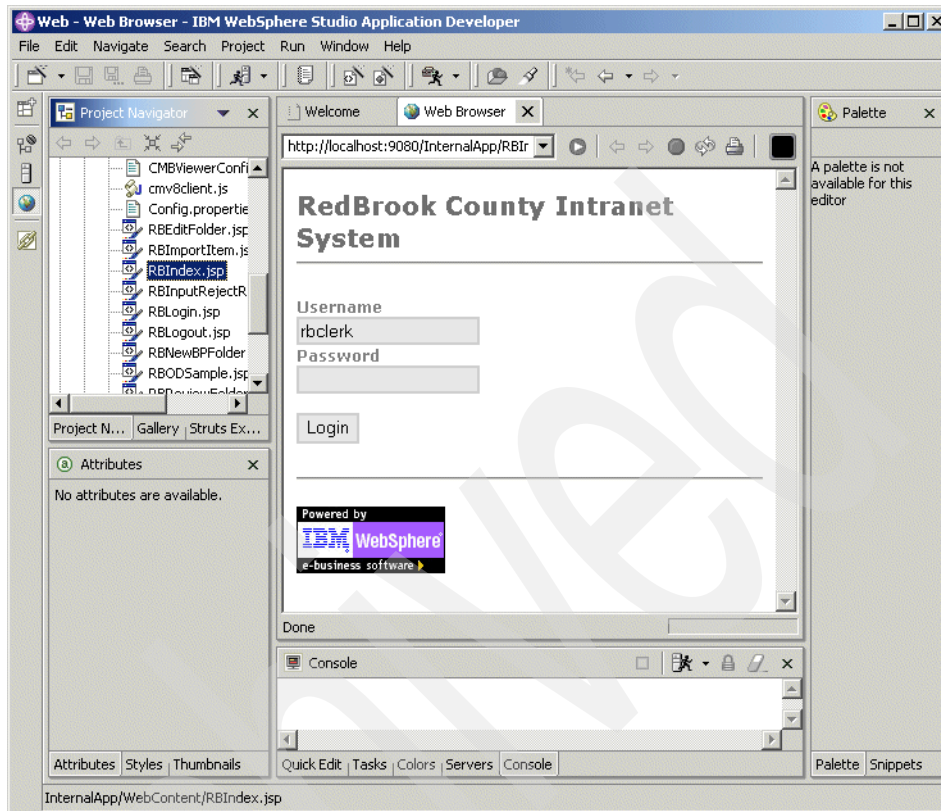 Web - Web Browser - IBM WebSphere Studio Application Developer
File Edit Navigate Search Project Run Window Help
Project Navigator
CMBViewerConfi
cmv8client.js
Config.propertie
RBEditFolder.jsp
RBImportItem.js
RBIndex.jsp
RBInputRejectR
RBLogin.jsp
RBLogout.jsp
RBNewBPFolder
RBODSample.jsp
RBReviewFolder
Project N... Gallery Struts Ex...
Attributes
No attributes are available.
Attributes Styles Thumbnails
Welcome Web Browser
http://localhost:9080/InternalApp/RBIr
RedBrook County Intranet
System
Username
rbclerk
Password
Login
Powered by
IBM WebSphere
e-business software
Done
Console
Quick Edit Tasks Colors Servers Console
Palette
A palette is not
available for this
editor
Palette Snippets
InternalApp/WebContent/RBIndex.jsp